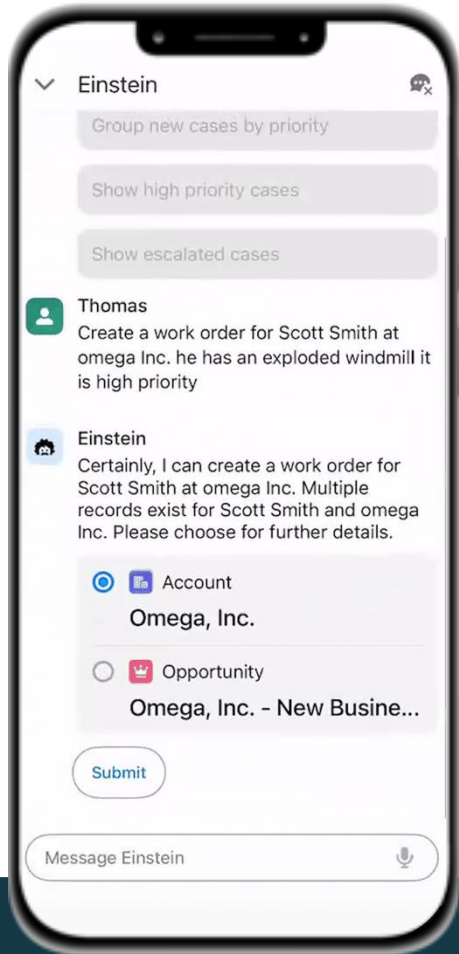 Einstein
Group new cases by priority
Show high priority cases
Show escalated cases
Thomas
Create a work order for Scott Smith at
omega Inc. he has an exploded windmill it
is high priority
Einstein
Certainly, I can create a work order for
Scott Smith at omega Inc. Multiple
records exist for Scott Smith and omega
Inc. Please choose for further details.
Account
Omega, Inc.
Opportunity
Omega, Inc. - New Busine...
Submit
Message Einstein